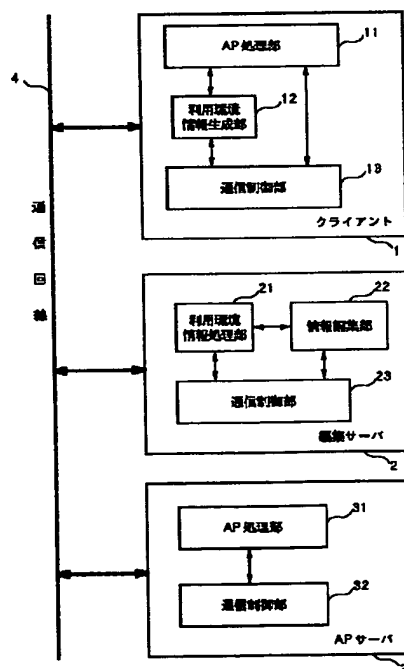 4
通信回線
AP処理部
11
利用環境
情報生成部
12
通信制御部
13
クライアント
1
利用環境
情報処理部
21
情報編集部
22
通信制御部
23
編集サーバ
2
AP処理部
31
通信制御部
32
APサーバ